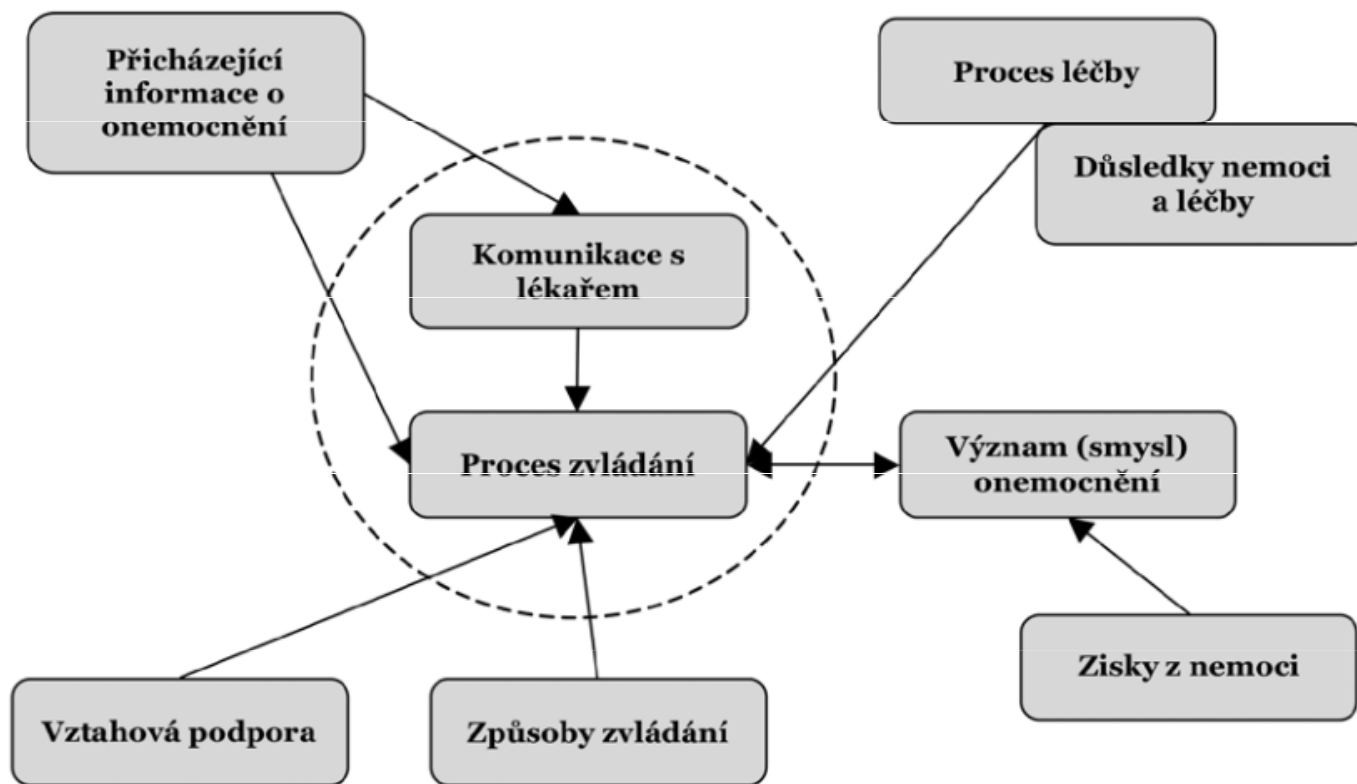 Přicházející
informace o
onemocnění
Proces léčby
Důsledky nemoci
a léčby
Komunikace s
lékařem
Proces zvládání
Význam (smysl)
onemocnění
Zisky z nemoci
Vztahová podpora
Způsoby zvládání